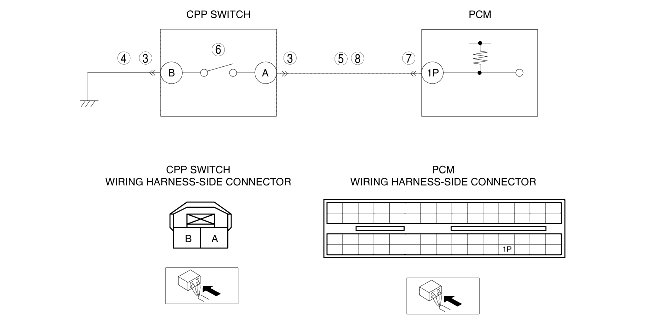 CPP SWITCH
PCM
4 3 B 6 A 3 5 8 7 1P
CPP SWITCH
WIRING HARNESS-SIDE CONNECTOR
PCM
WIRING HARNESS-SIDE CONNECTOR
B A
1P